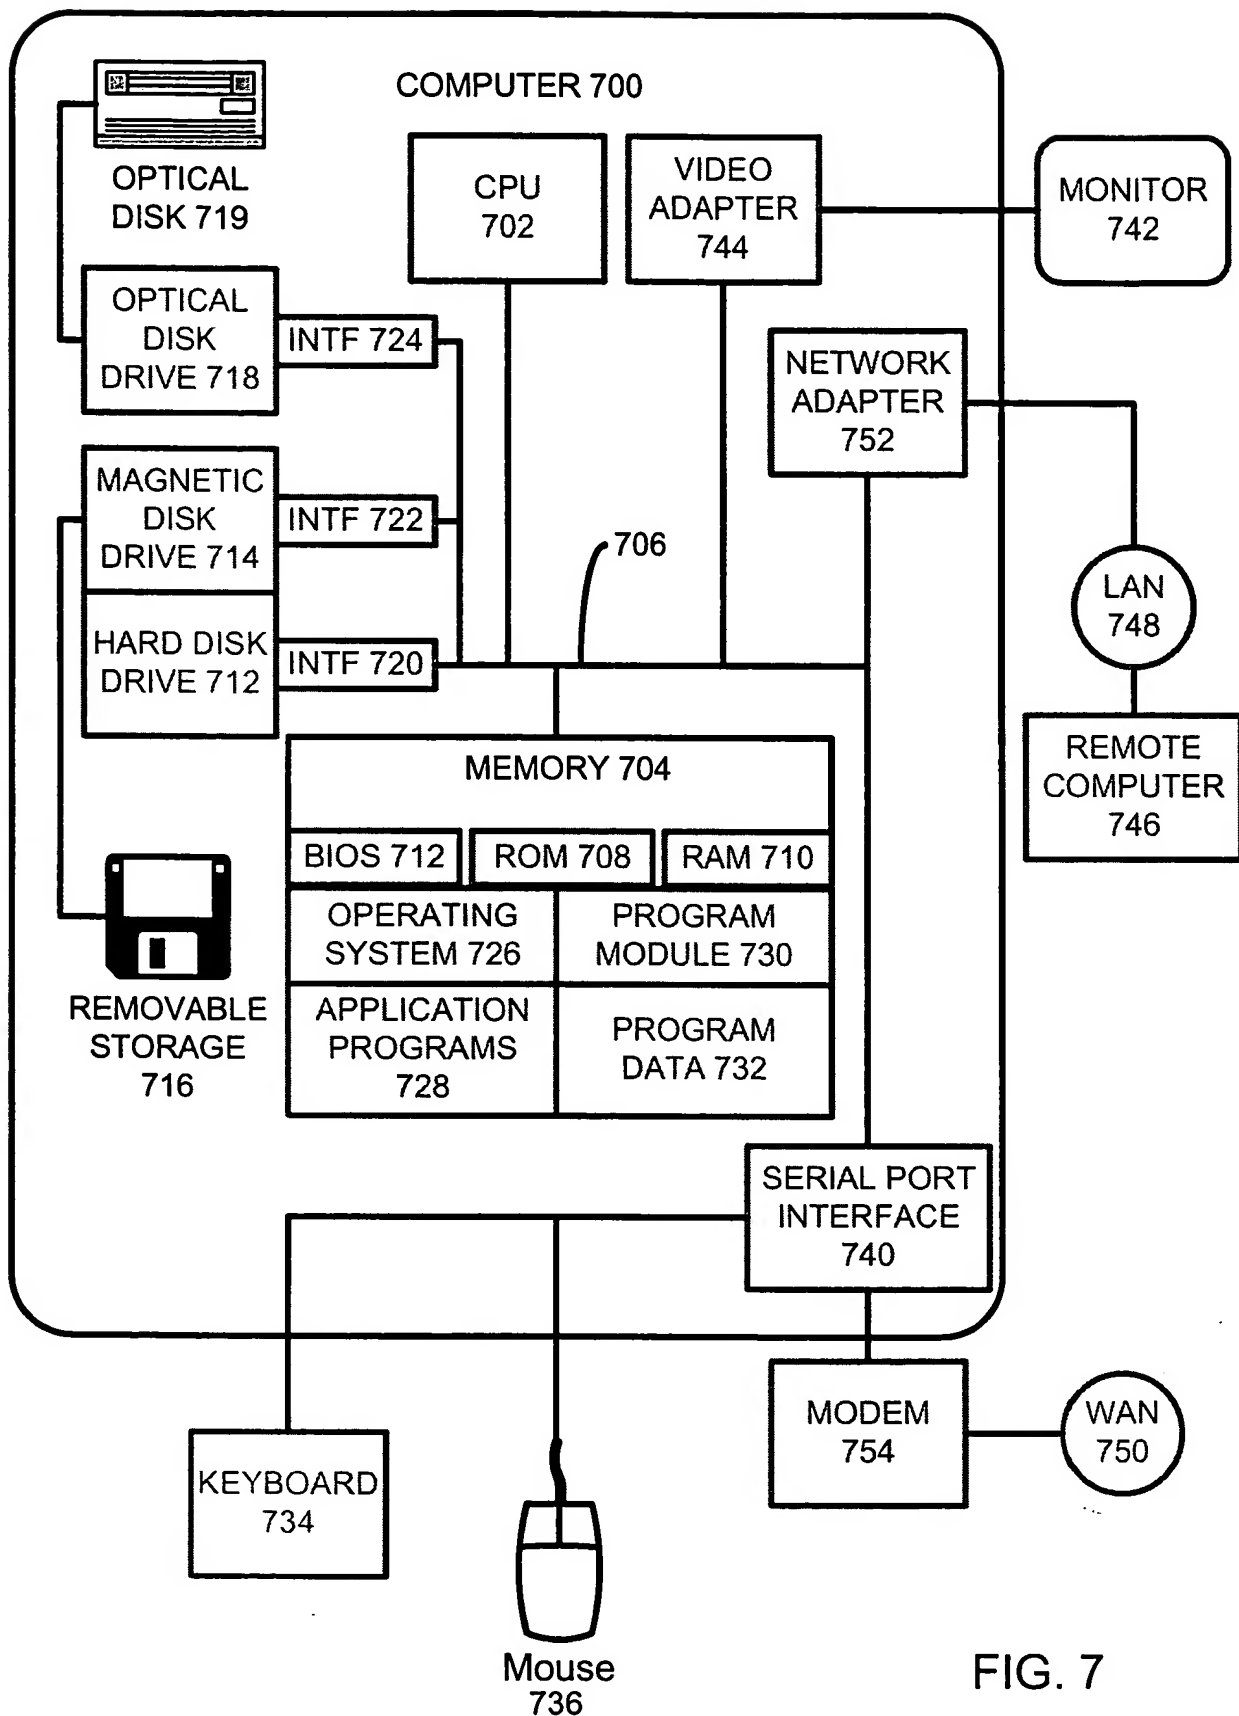 COMPUTER 700
OPTICAL
DISK 719
CPU
702
VIDEO
ADAPTER
744
MONITOR
742
OPTICAL
DISK
DRIVE 718
INTF 724
NETWORK
ADAPTER
752
MAGNETIC
DISK
DRIVE 714
INTF 722
706
LAN
748
HARD DISK
DRIVE 712
INTF 720
REMOTE
COMPUTER
746
MEMORY 704
BIOS 712
ROM 708
RAM 710
OPERATING
SYSTEM 726
PROGRAM
MODULE 730
APPLICATION
PROGRAMS
728
PROGRAM
DATA 732
REMOVABLE
STORAGE
716
SERIAL PORT
INTERFACE
740
MODEM
754
WAN
750
KEYBOARD
734
Mouse
736
FIG. 7